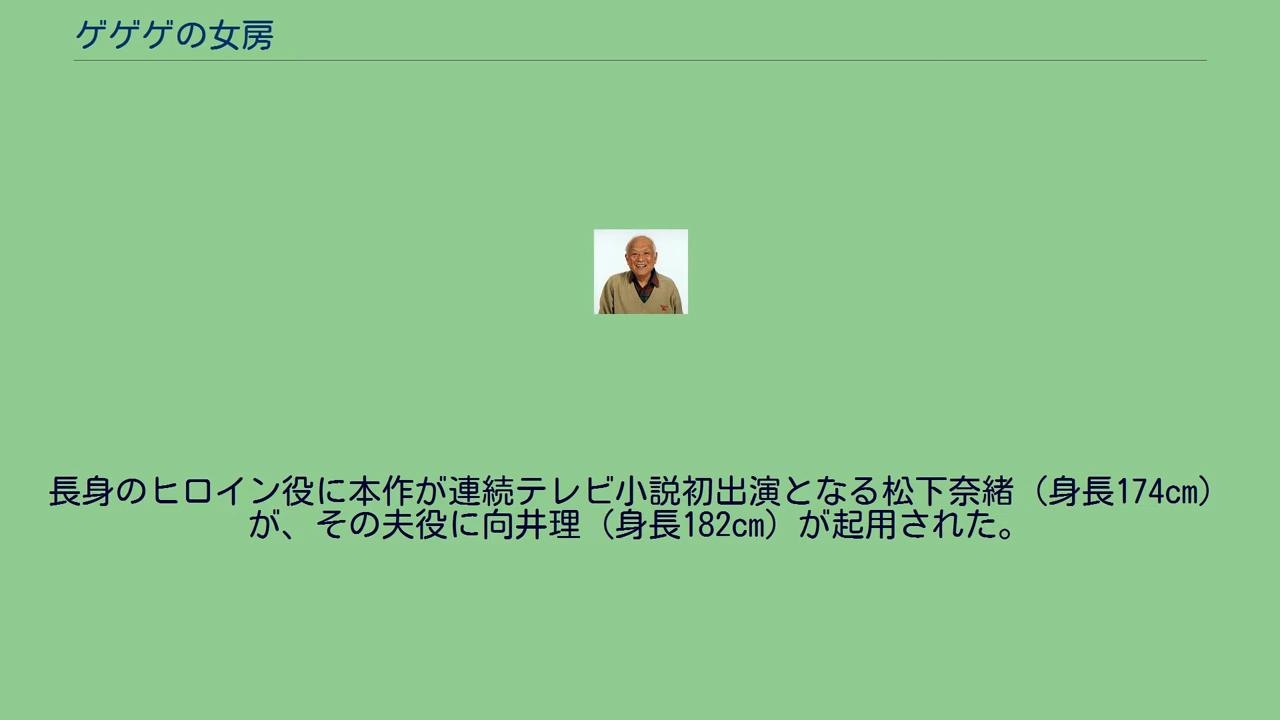 ゲゲゲの女房
長身のヒロイン役に本作が連続テレビ小説初出演となる松下奈緒（身長174cm）
が、その夫役に向井理（身長182cm）が起用された。